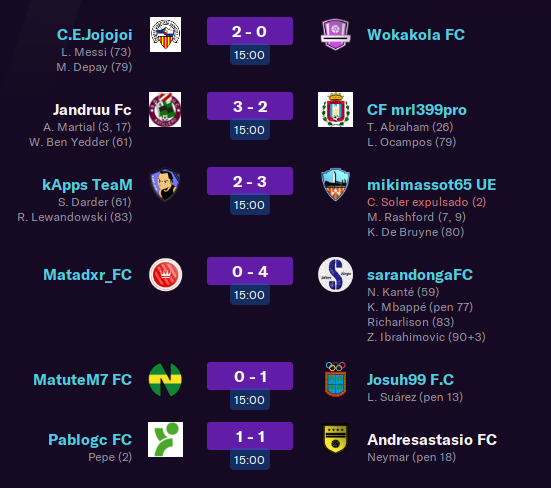 C.E.Jojojoi 2 - 0 Wokakola FC
L. Messi (73) 15:00
M. Depay (79)
Jandruu Fc 3 - 2 CF mrl399pro
A. Martial (3, 17) 15:00 T. Abraham (26)
W. Ben Yedder (61) L. Ocampos (79)
kApps TeaM 2 - 3 mikimassot65 UE
S. Darder (61) 15:00 C. Soler expulsado (2)
R. Lewandowski (83) M. Rashford (7, 9)
K. De Bruyne (80)
Matadxr_FC 0 - 4 sarandongaFC
15:00 N. Kanté (59)
K. Mbappé (pen 77)
Richarlison (83)
Z. Ibrahimovic (90+3)
MatuteM7 FC 0 - 1 Josuh99 F.C
15:00 L. Suárez (pen 13)
Pablogc FC 1 - 1 Andresastasio FC
Pepe (2) 15:00 Neymar (pen 18)